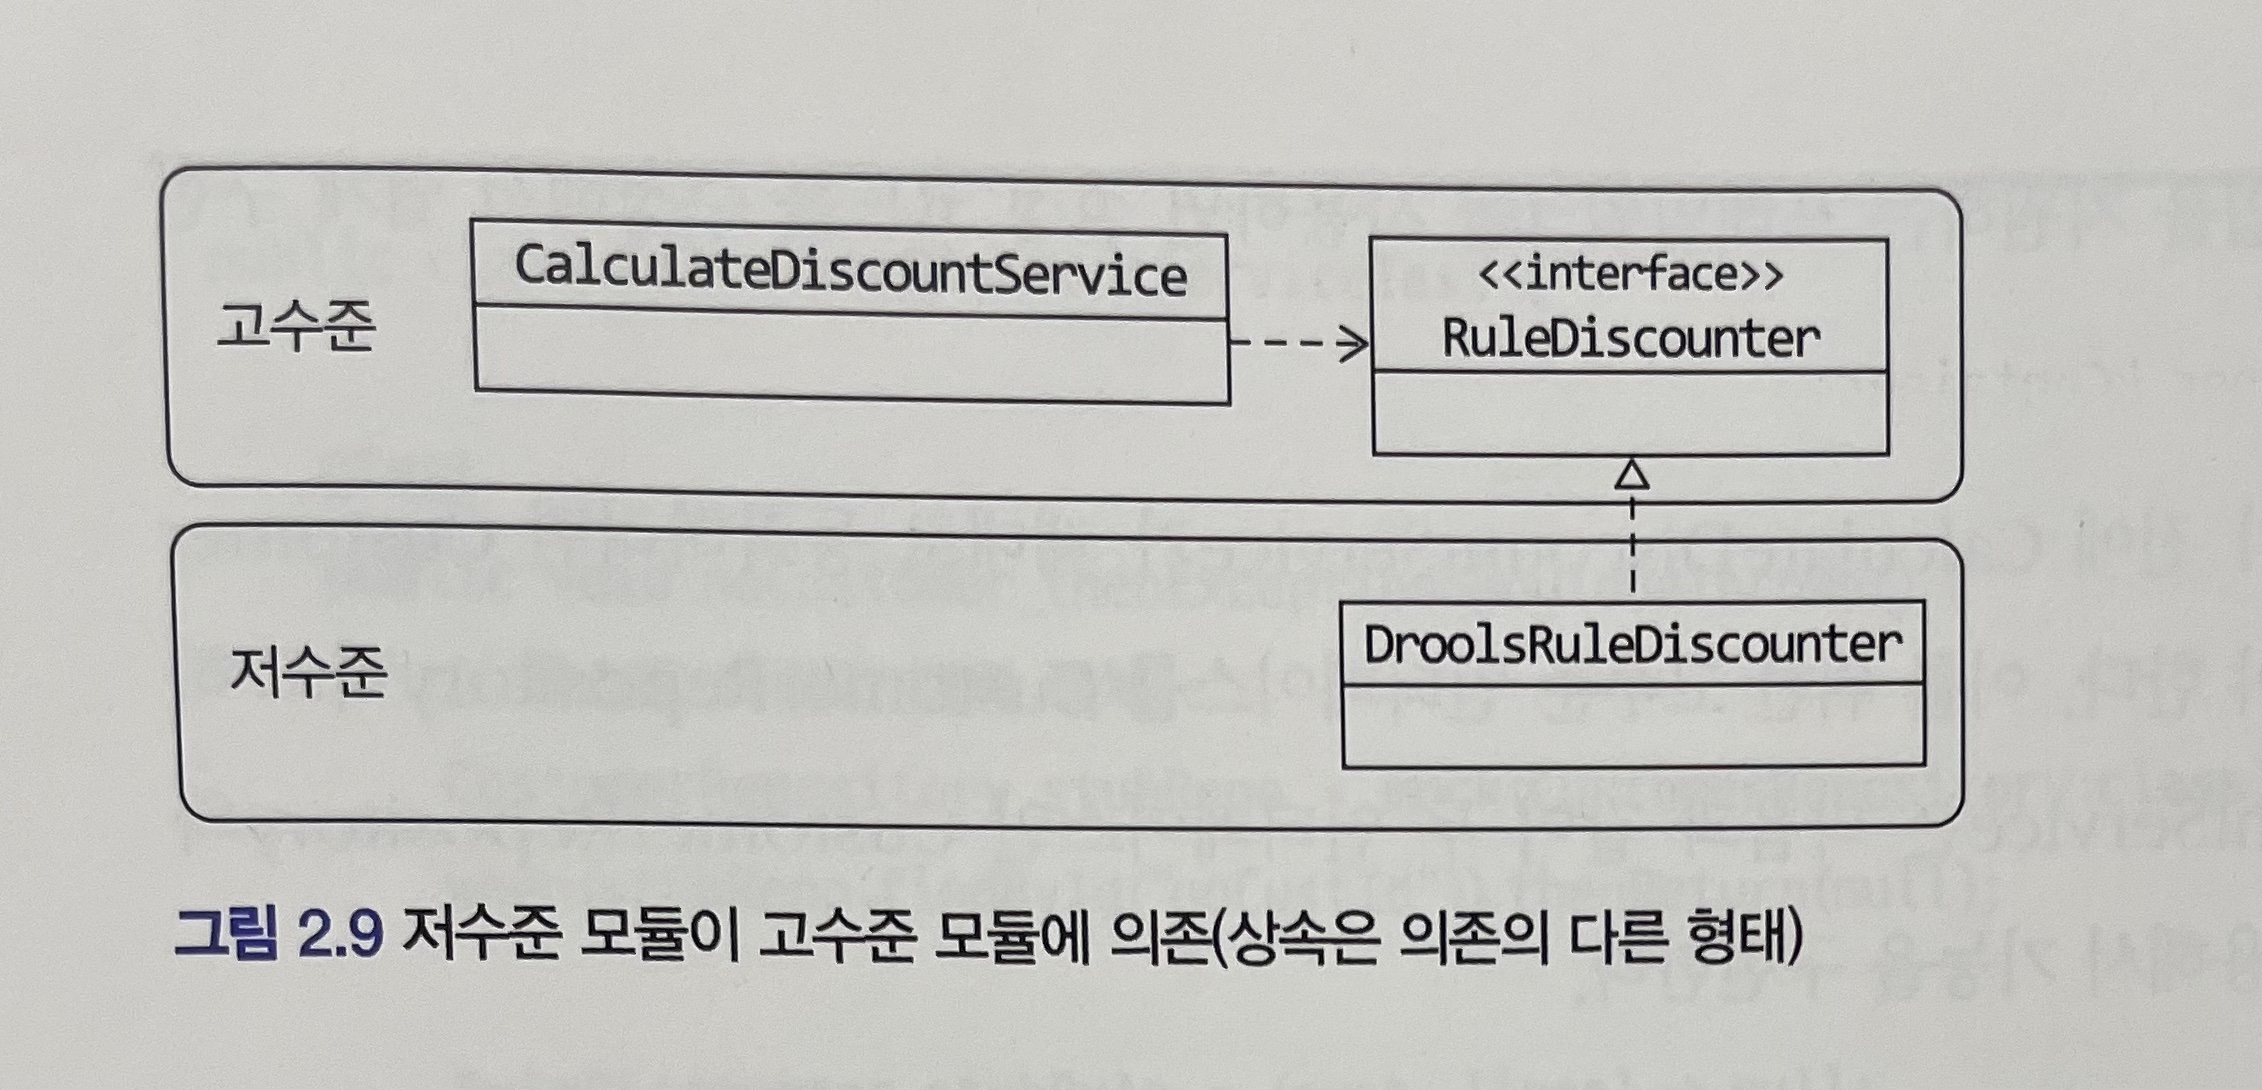 고수준
CalculateDiscountService
<<interface>>
RuleDiscounter
저수준
DroolsRuleDiscounter
그림 2.9 저수준 모듈이 고수준 모듈에 의존(상속은 의존의 다른 형태)